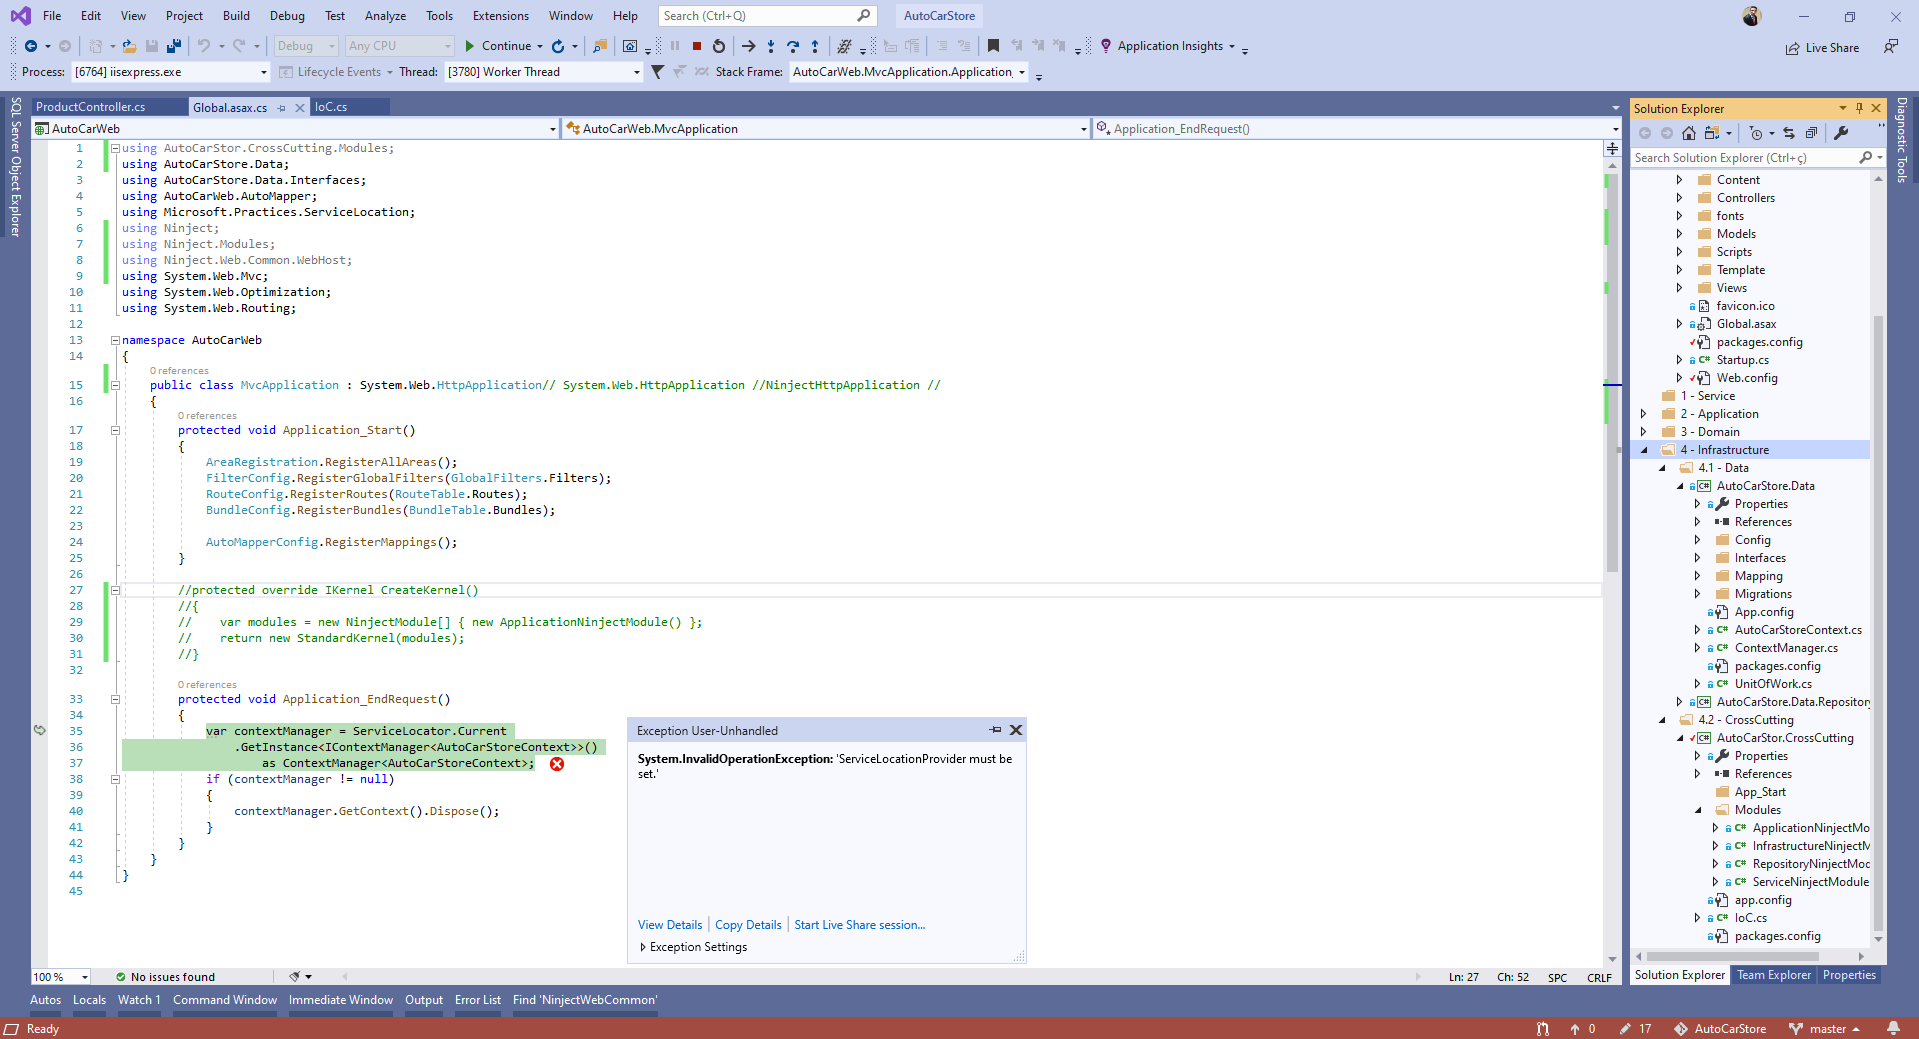 File Edit View Project Build Debug Test Analyze Tools Extensions Window Help Search (Ctrl+Q) AutoCarStore
Debug Any CPU Continue Application Insights Live Share
Process: [6764] iisexpress.exe Lifecycle Events Thread: [3780] Worker Thread Stack Frame: AutoCarWeb.MvcApplication.Application_
SQL Server Object Explorer
ProductController.cs Global.asax.cs IoC.cs
AutoCarWeb AutoCarWeb.MvcApplication Application_EndRequest()
1 using AutoCarStor.CrossCutting.Modules;
2 using AutoCarStore.Data;
3 using AutoCarStore.Data.Interfaces;
4 using AutoCarWeb.AutoMapper;
5 using Microsoft.Practices.ServiceLocation;
6 using Ninject;
7 using Ninject.Modules;
8 using Ninject.Web.Common.WebHost;
9 using System.Web.Mvc;
10 using System.Web.Optimization;
11 using System.Web.Routing;
12
13 namespace AutoCarWeb
14 {
0 references
15 public class MvcApplication : System.Web.HttpApplication// System.Web.HttpApplication //NinjectHttpApplication //
16 {
0 references
17 protected void Application_Start()
18 {
19 AreaRegistration.RegisterAllAreas();
20 FilterConfig.RegisterGlobalFilters(GlobalFilters.Filters);
21 RouteConfig.RegisterRoutes(RouteTable.Routes);
22 BundleConfig.RegisterBundles(BundleTable.Bundles);
23
24 AutoMapperConfig.RegisterMappings();
25 }
26
27 //protected override IKernel CreateKernel()
28 //{
29 // var modules = new NinjectModule[] { new ApplicationNinjectModule() };
30 // return new StandardKernel(modules);
31 //}
32
0 references
33 protected void Application_EndRequest()
34 {
35 var contextManager = ServiceLocator.Current
36 .GetInstance<IContextManager<AutoCarStoreContext>>()
37 as ContextManager<AutoCarStoreContext>;
38 if (contextManager != null)
39 {
40 contextManager.GetContext().Dispose();
41 }
42 }
43 }
44 }
45
Exception User-Unhandled
System.InvalidOperationException: 'ServiceLocationProvider must be
set.'
View Details Copy Details Start Live Share session...
Exception Settings
100 % No issues found Ln: 27 Ch: 52 SPC CRLF
Solution Explorer
Search Solution Explorer (Ctrl+ç)
Content
Controllers
fonts
Models
Scripts
Template
Views
favicon.ico
Global.asax
packages.config
Startup.cs
Web.config
1 - Service
2 - Application
3 - Domain
4 - Infrastructure
4.1 - Data
AutoCarStore.Data
Properties
References
Config
Interfaces
Mapping
Migrations
App.config
AutoCarStoreContext.cs
ContextManager.cs
packages.config
UnitOfWork.cs
AutoCarStore.Data.Repository
4.2 - CrossCutting
AutoCarStor.CrossCutting
Properties
References
App_Start
Modules
ApplicationNinjectMo
InfrastructureNinjectM
RepositoryNinjectMod
ServiceNinjectModule
app.config
IoC.cs
packages.config
Solution Explorer Team Explorer Properties
Diagnostic Tools
Autos Locals Watch 1 Command Window Immediate Window Output Error List Find 'NinjectWebCommon'
Ready 0 17 AutoCarStore master